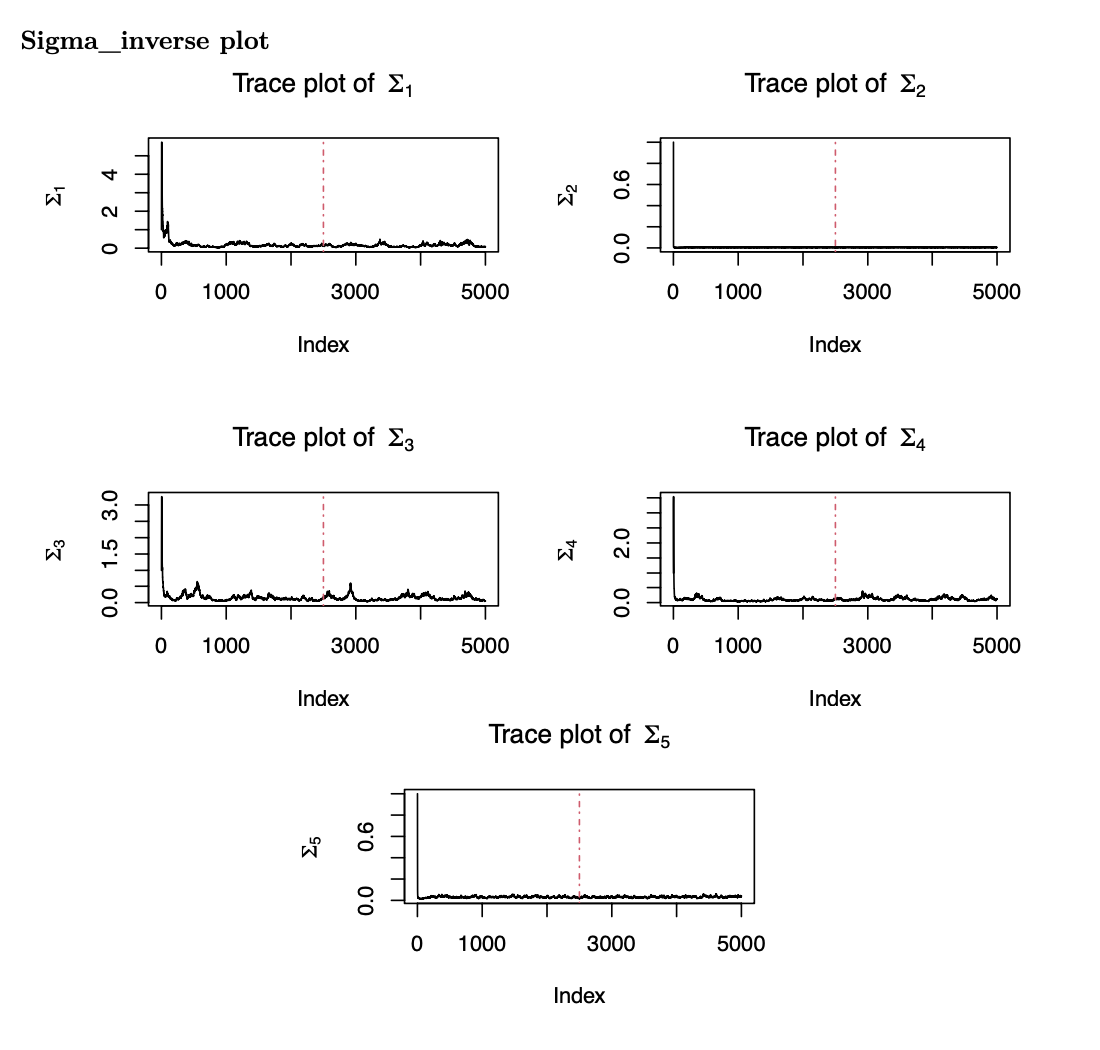 Sigma_inverse plot
Trace plot of Σ1
Trace plot of Σ2
Σ1
0 2 4
0 1000 3000 5000
Index
Σ2
0.0 0.6
0 1000 3000 5000
Index
Trace plot of Σ3
Trace plot of Σ4
Σ3
0.0 1.5 3.0
0 1000 3000 5000
Index
Σ4
0.0 2.0
0 1000 3000 5000
Index
Trace plot of Σ5
Σ5
0.0 0.6
0 1000 3000 5000
Index